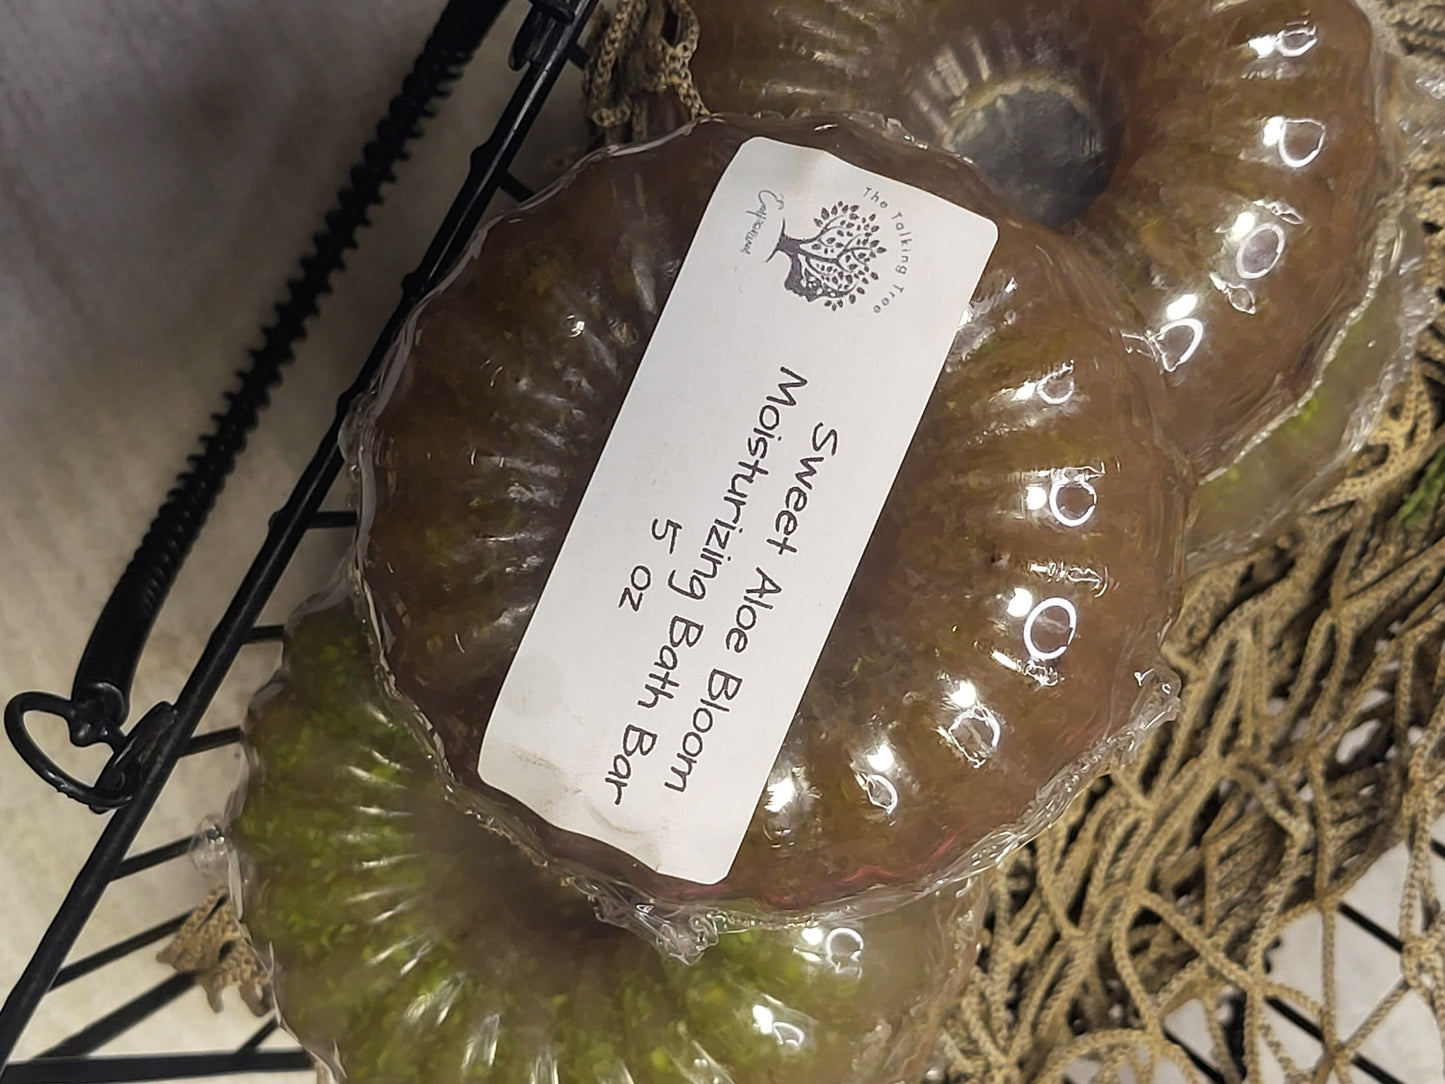 The Talking Tree
Sweet Aloe Bloom
Moisturizing Bath Bar
5 oz